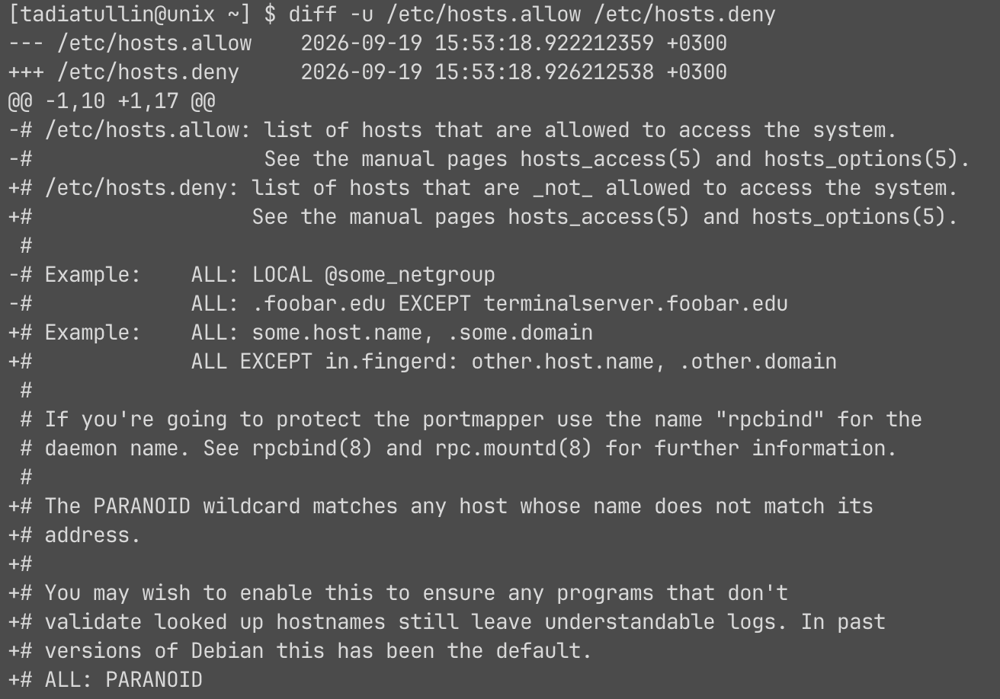 [tadiatullin@unix ~] $ diff -u /etc/hosts.allow /etc/hosts.deny
--- /etc/hosts.allow    2026-09-19 15:53:18.922212359 +0300
+++ /etc/hosts.deny     2026-09-19 15:53:18.926212538 +0300
@@ -1,10 +1,17 @@
-# /etc/hosts.allow: list of hosts that are allowed to access the system.
-#                   See the manual pages hosts_access(5) and hosts_options(5).
+# /etc/hosts.deny: list of hosts that are _not_ allowed to access the system.
+#                  See the manual pages hosts_access(5) and hosts_options(5).
 #
-# Example:    ALL: LOCAL @some_netgroup
-#             ALL: .foobar.edu EXCEPT terminalserver.foobar.edu
+# Example:    ALL: some.host.name, .some.domain
+#             ALL EXCEPT in.fingerd: other.host.name, .other.domain
 #
 # If you're going to protect the portmapper use the name "rpcbind" for the
 # daemon name. See rpcbind(8) and rpc.mountd(8) for further information.
 #
+# The PARANOID wildcard matches any host whose name does not match its
+# address.
+#
+# You may wish to enable this to ensure any programs that don't
+# validate looked up hostnames still leave understandable logs. In past
+# versions of Debian this has been the default.
+# ALL: PARANOID